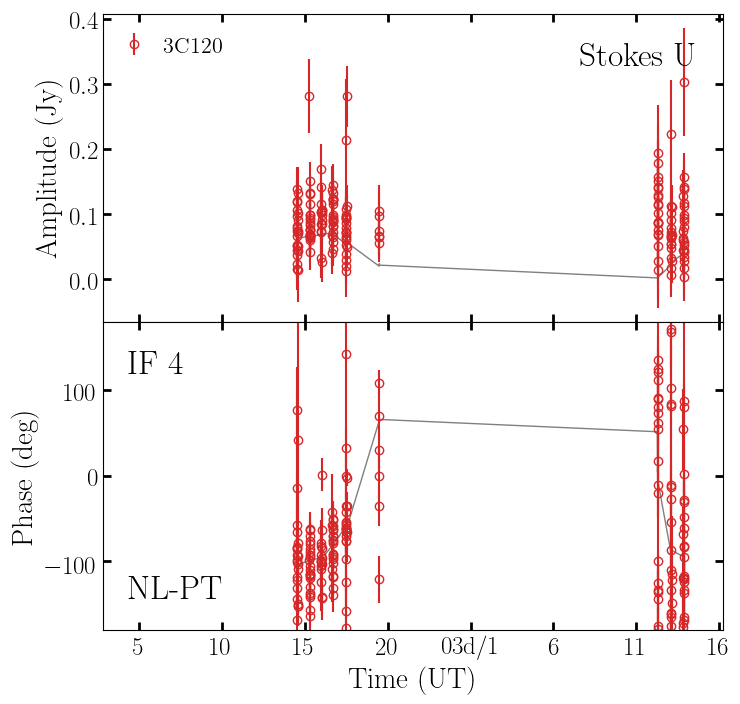 0.4
3C120
Stokes U
0.3
0.2
0.1
0.0
Amplitude (Jy)
IF 4
100
0
−100
Phase (deg)
NL-PT
5 10 15 20 03d/1 6 11 16
Time (UT)